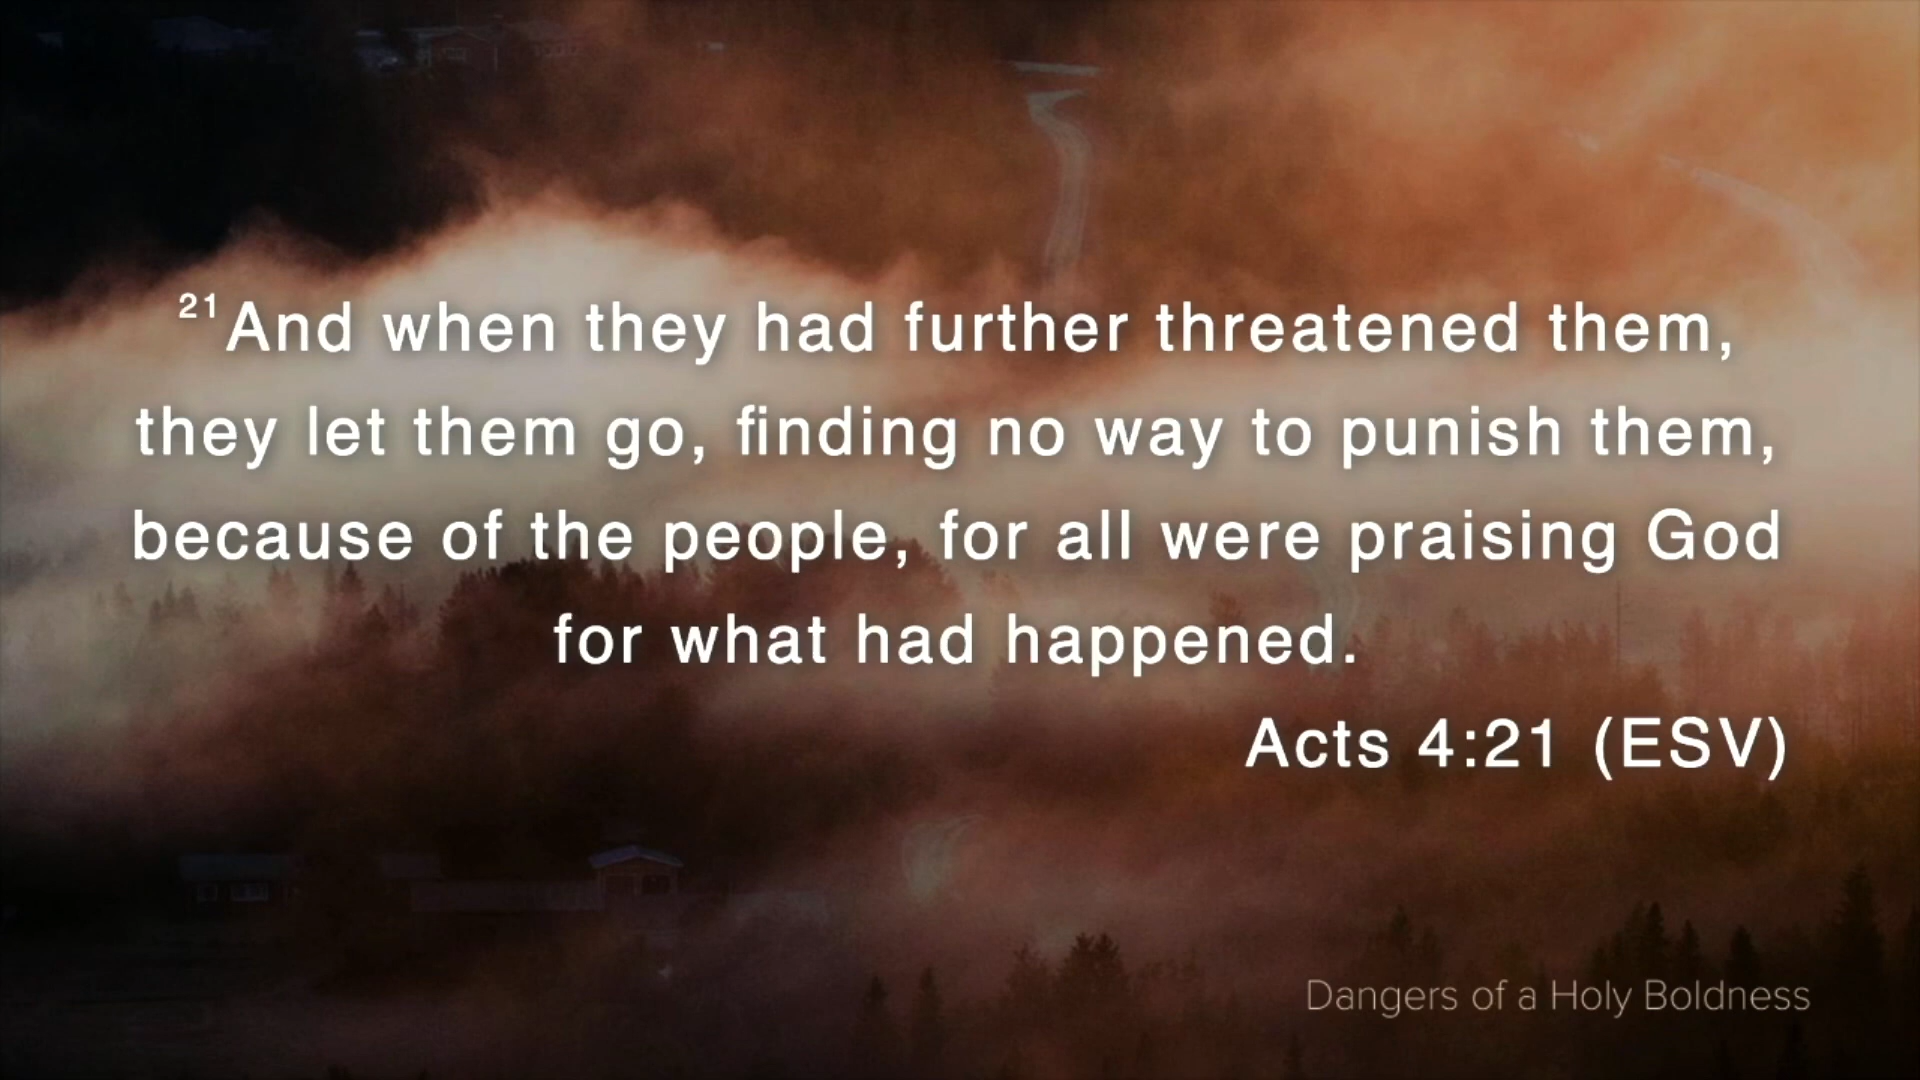 21And when they had further threatened them,
they let them go, finding no way to punish them,
because of the people, for all were praising God
for what had happened.
Acts 4:21 (ESV)
Dangers of a Holy Boldness